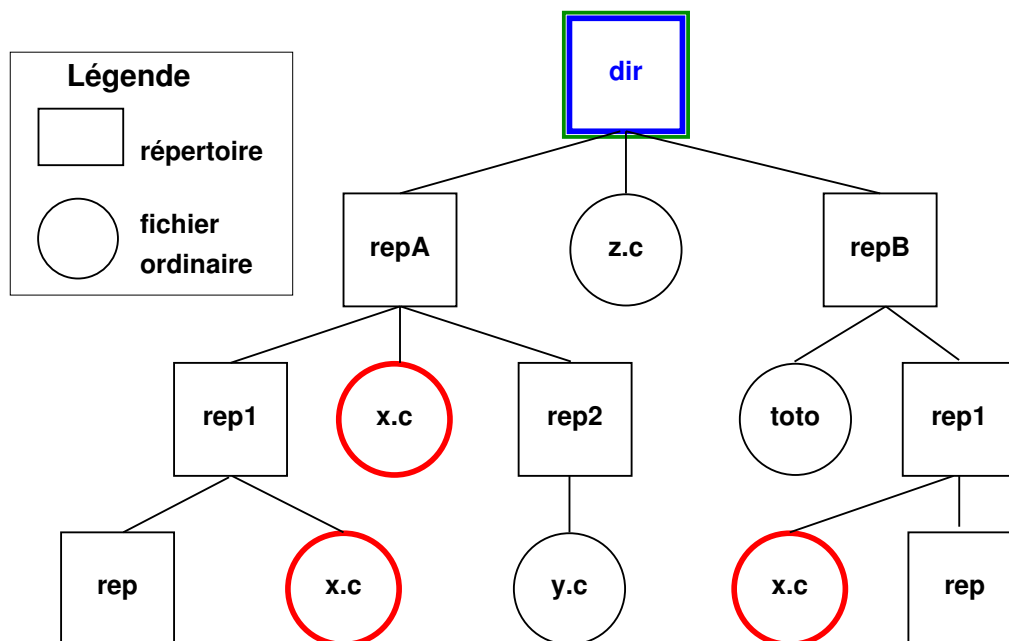 Légende
répertoire
fichier
ordinaire
dir
repA
z.c
repB
rep1
x.c
rep2
toto
rep1
rep
x.c
y.c
x.c
rep